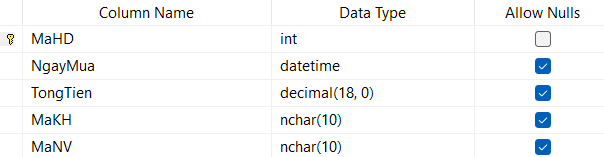 Column Name Data Type Allow Nulls
MaHD int
NgayMua datetime
TongTien decimal(18, 0)
MaKH nchar(10)
MaNV nchar(10)